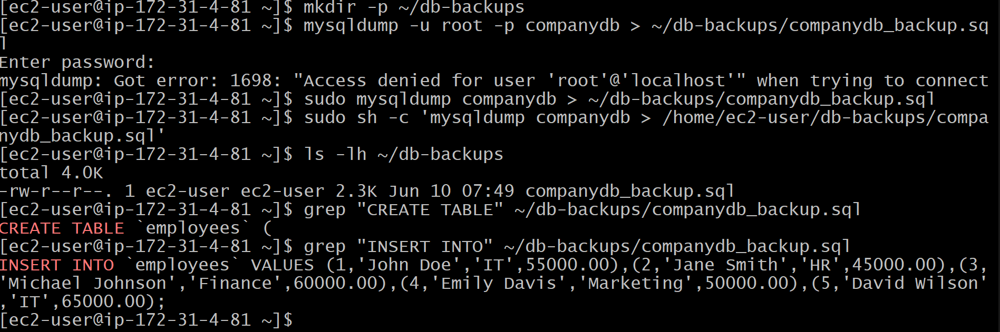 [ec2-user@ip-172-31-4-81 ~]$ mkdir -p ~/db-backups
[ec2-user@ip-172-31-4-81 ~]$ mysqldump -u root -p companydb > ~/db-backups/companydb_backup.sq
l
Enter password:
mysqldump: Got error: 1698: "Access denied for user 'root'@'localhost'" when trying to connect
[ec2-user@ip-172-31-4-81 ~]$ sudo mysqldump companydb > ~/db-backups/companydb_backup.sql
[ec2-user@ip-172-31-4-81 ~]$ sudo sh -c 'mysqldump companydb > /home/ec2-user/db-backups/compa
nydb_backup.sql'
[ec2-user@ip-172-31-4-81 ~]$ ls -lh ~/db-backups
total 4.0K
-rw-r--r--. 1 ec2-user ec2-user 2.3K Jun 10 07:49 companydb_backup.sql
[ec2-user@ip-172-31-4-81 ~]$ grep "CREATE TABLE" ~/db-backups/companydb_backup.sql
CREATE TABLE `employees` (
[ec2-user@ip-172-31-4-81 ~]$ grep "INSERT INTO" ~/db-backups/companydb_backup.sql
INSERT INTO `employees` VALUES (1,'John Doe','IT',55000.00),(2,'Jane Smith','HR',45000.00),(3,
'Michael Johnson','Finance',60000.00),(4,'Emily Davis','Marketing',50000.00),(5,'David Wilson'
,'IT',65000.00);
[ec2-user@ip-172-31-4-81 ~]$